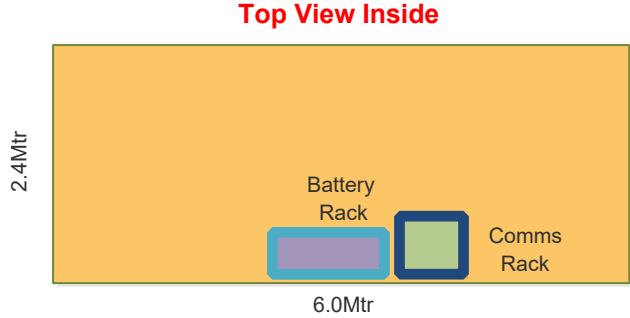 Top View Inside
2.4Mtr
Battery
Rack
Comms
Rack
6.0Mtr